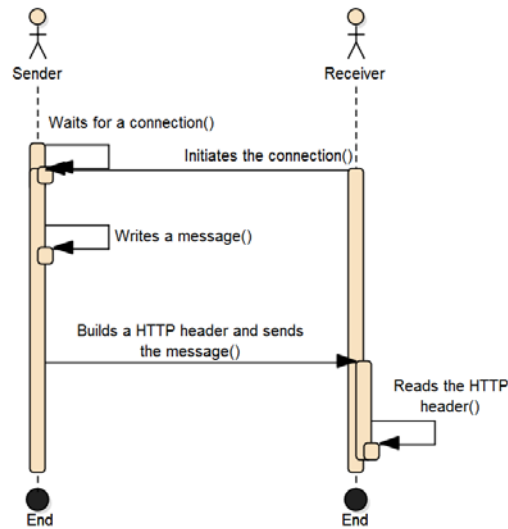 Sender
Receiver
Waits for a connection()
Initiates the connection()
Writes a message()
Builds a HTTP header and sends
the message()
Reads the HTTP
header()
End
End